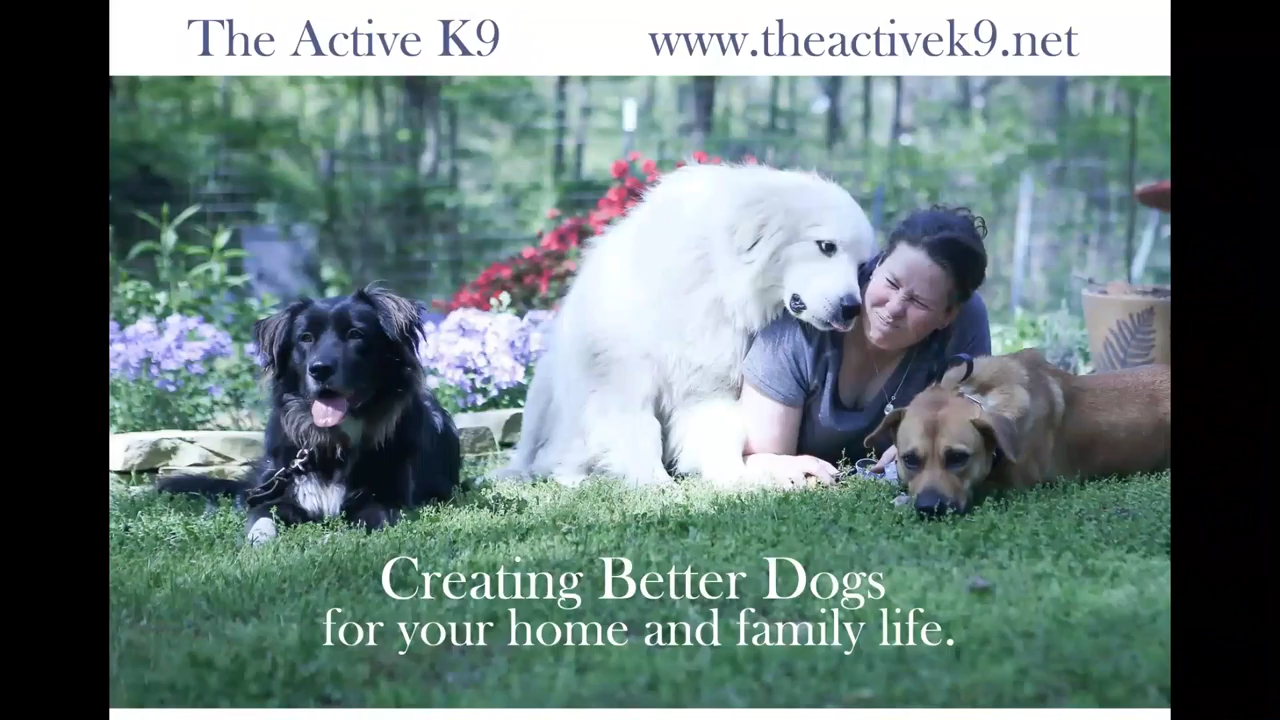 The Active K9 www.theactivek9.net
Creating Better Dogs
for your home and family life.